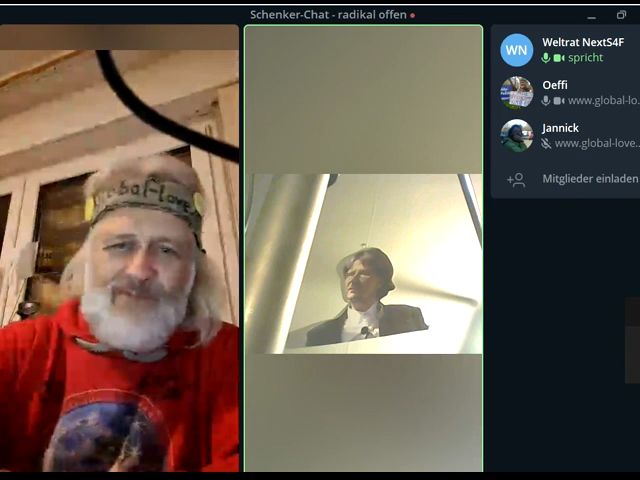 Schenker-Chat - radikal offen
WN
Weltrat NextS4F
spricht
Oeffi
www.global-lo...
Jannick
www.global-love...
Mitglieder einladen
Global-Love